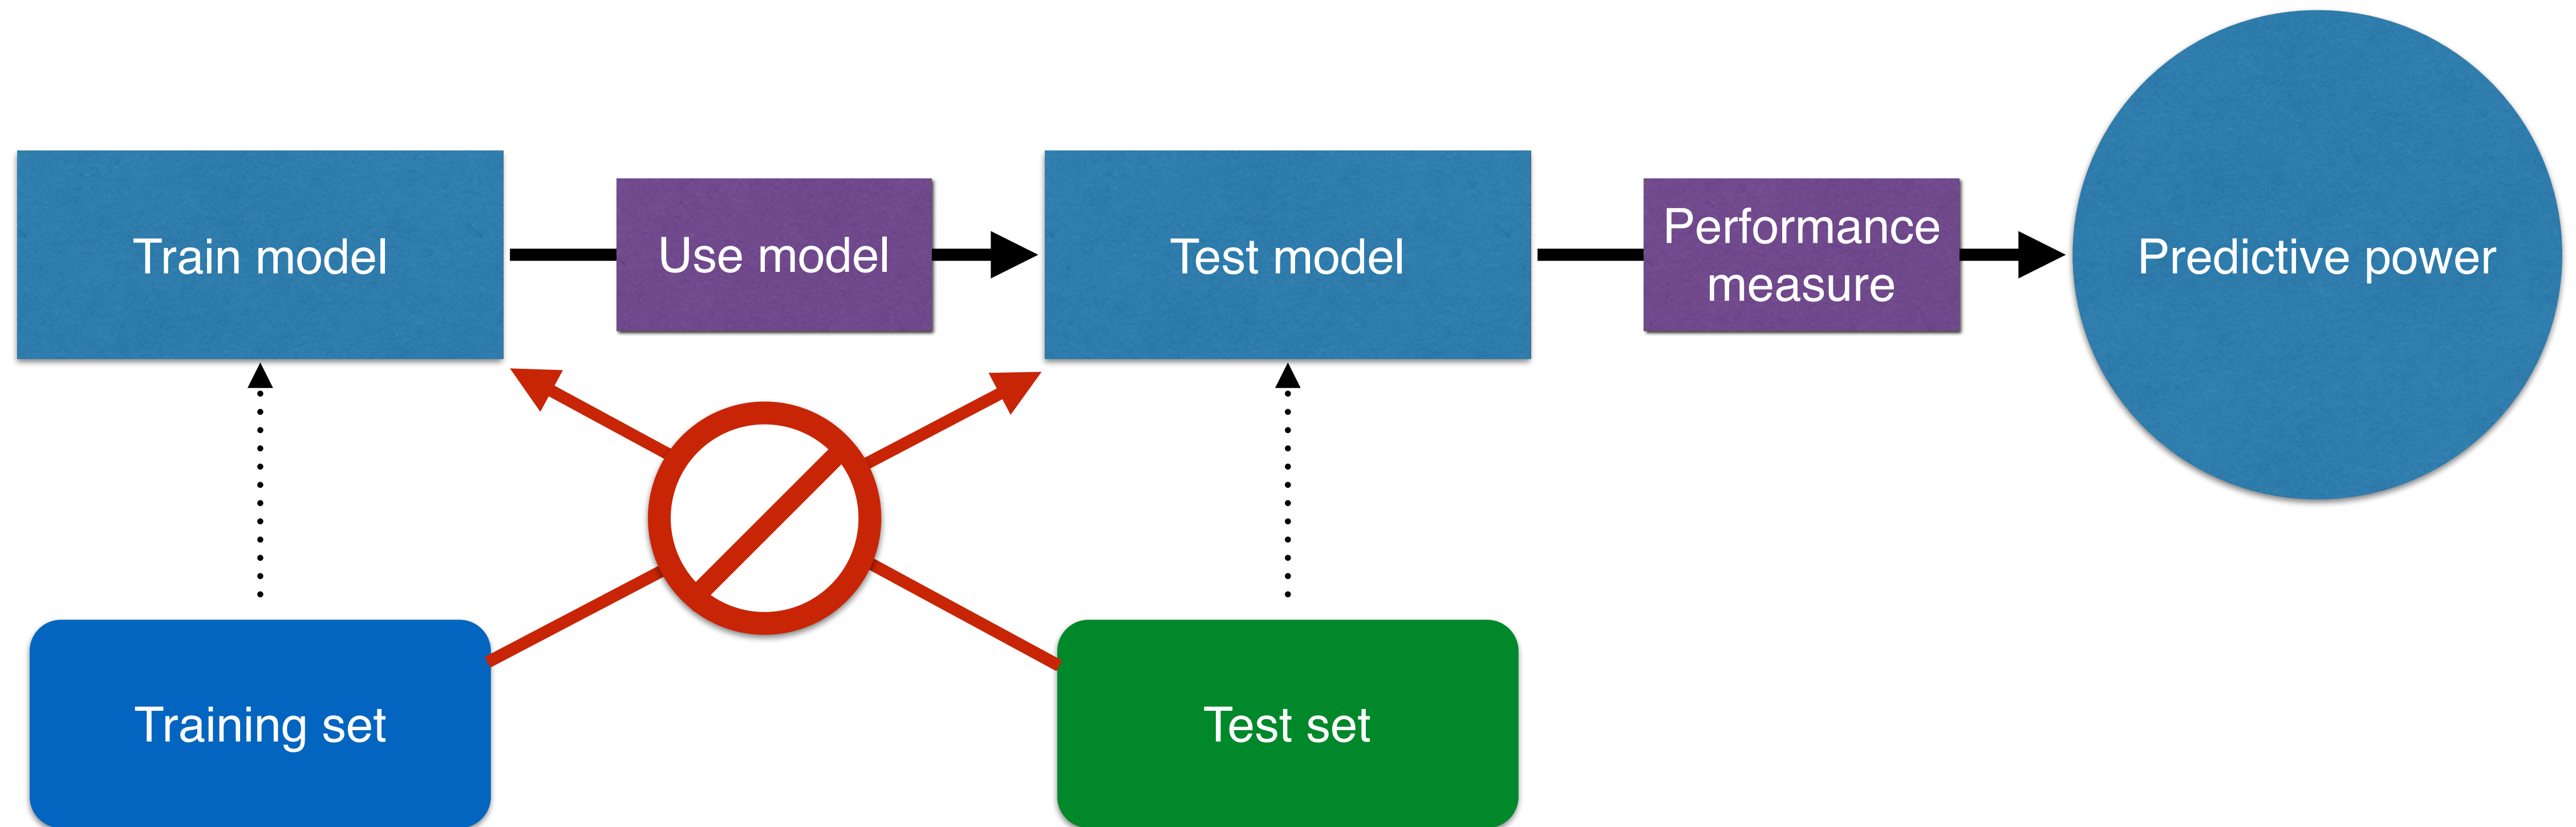 Train model
Use model
Test model
Performance
measure
Predictive power
Training set
Test set